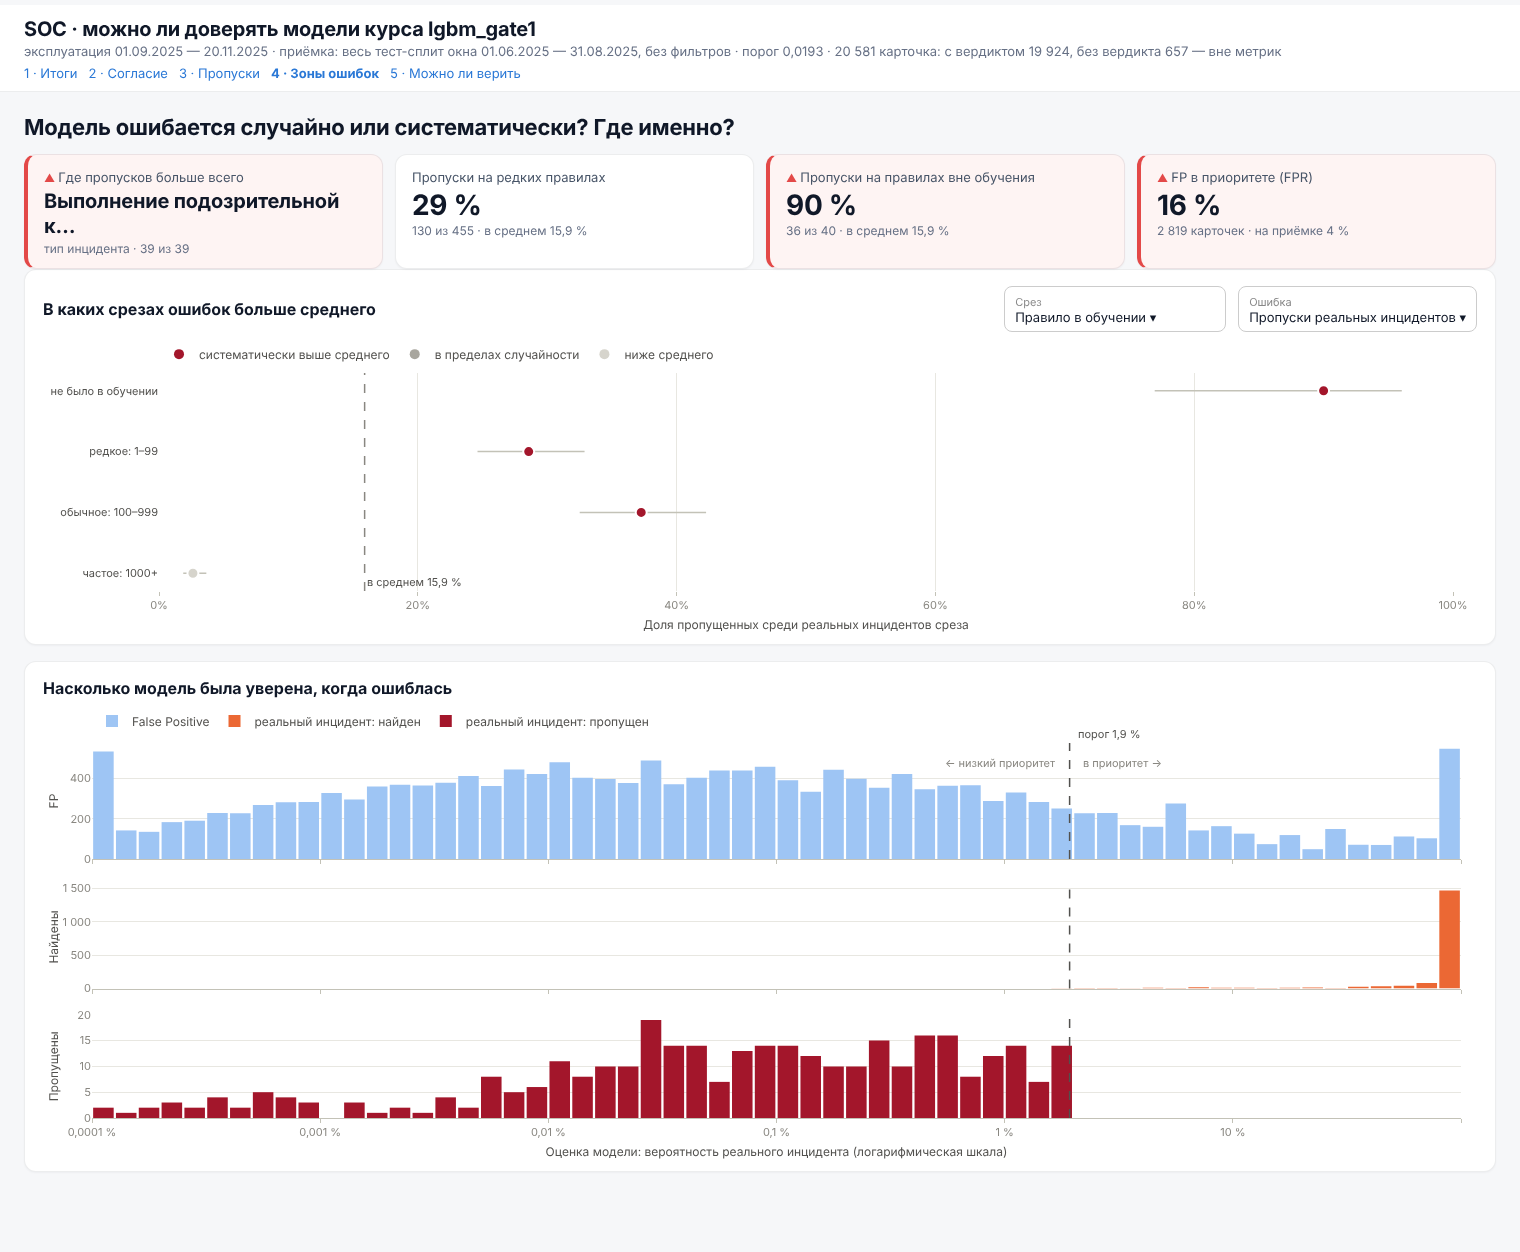 SOC · можно ли доверять модели курса lgbm_gate1
эксплуатация 01.09.2025 — 20.11.2025 · приёмка: весь тест-сплит окна 01.06.2025 — 31.08.2025, без фильтров · порог 0,0193 · 20 581 карточка: с вердиктом 19 924, без вердикта 657 — вне метрик
1 · Итоги 2 · Согласие 3 · Пропуски 4 · Зоны ошибок 5 · Можно ли верить
Модель ошибается случайно или систематически? Где именно?
▲ Где пропусков больше всего
Выполнение подозрительной
к…
тип инцидента · 39 из 39
Пропуски на редких правилах
29 %
130 из 455 · в среднем 15,9 %
▲ Пропуски на правилах вне обучения
90 %
36 из 40 · в среднем 15,9 %
▲ FP в приоритете (FPR)
16 %
2 819 карточек · на приёмке 4 %
В каких срезах ошибок больше среднего
Срез
Правило в обучении ▾
Ошибка
Пропуски реальных инцидентов ▾
систематически выше среднего в пределах случайности ниже среднего
не было в обучении
редкое: 1–99
обычное: 100–999
частое: 1000+
в среднем 15,9 %
0% 20% 40% 60% 80% 100%
Доля пропущенных среди реальных инцидентов среза
Насколько модель была уверена, когда ошиблась
False Positive реальный инцидент: найден реальный инцидент: пропущен
порог 1,9 %
← низкий приоритет в приоритет →
FP
400
200
0
Найдены
1 500
1 000
500
0
Пропущены
20
15
10
5
0
0,0001 % 0,001 % 0,01 % 0,1 % 1 % 10 %
Оценка модели: вероятность реального инцидента (логарифмическая шкала)